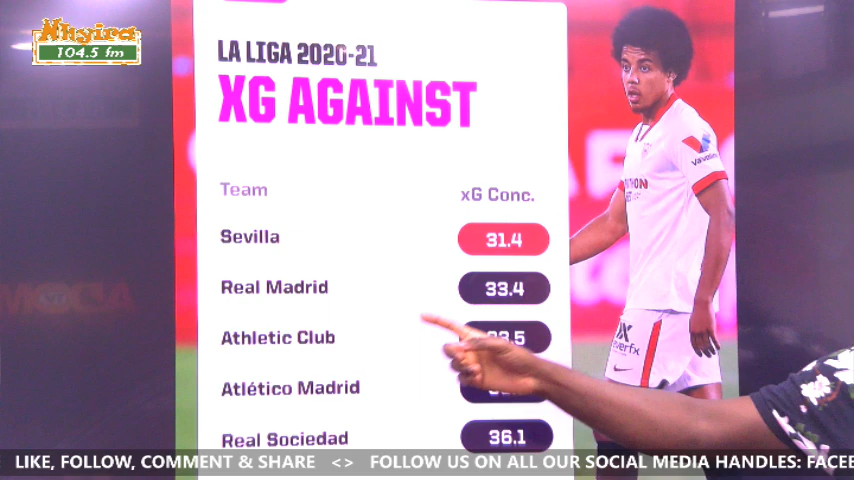 Nhyira
104.5 fm
LA LIGA 2020-21
XG AGAINST
Team xG Conc.
Sevilla 31.4
Real Madrid 33.4
Athletic Club
Atlético Madrid
Real Sociedad 36.1
LIKE, FOLLOW, COMMENT & SHARE <> FOLLOW US ON ALL OUR SOCIAL MEDIA HANDLES: FACEB